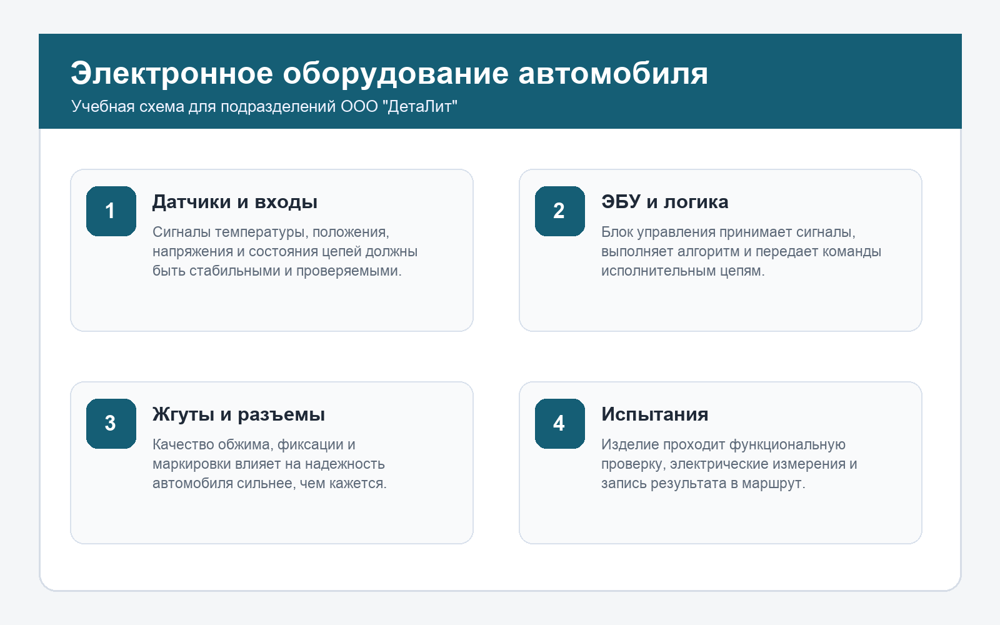 Электронное оборудование автомобиля
Учебная схема для подразделений ООО "ДетаЛит"
1
Датчики и входы
Сигналы температуры, положения,
напряжения и состояния цепей должны
быть стабильными и проверяемыми.
2
ЭБУ и логика
Блок управления принимает сигналы,
выполняет алгоритм и передает команды
исполнительным цепям.
3
Жгуты и разъемы
Качество обжима, фиксации и
маркировки влияет на надежность
автомобиля сильнее, чем кажется.
4
Испытания
Изделие проходит функциональную
проверку, электрические измерения и
запись результата в маршрут.